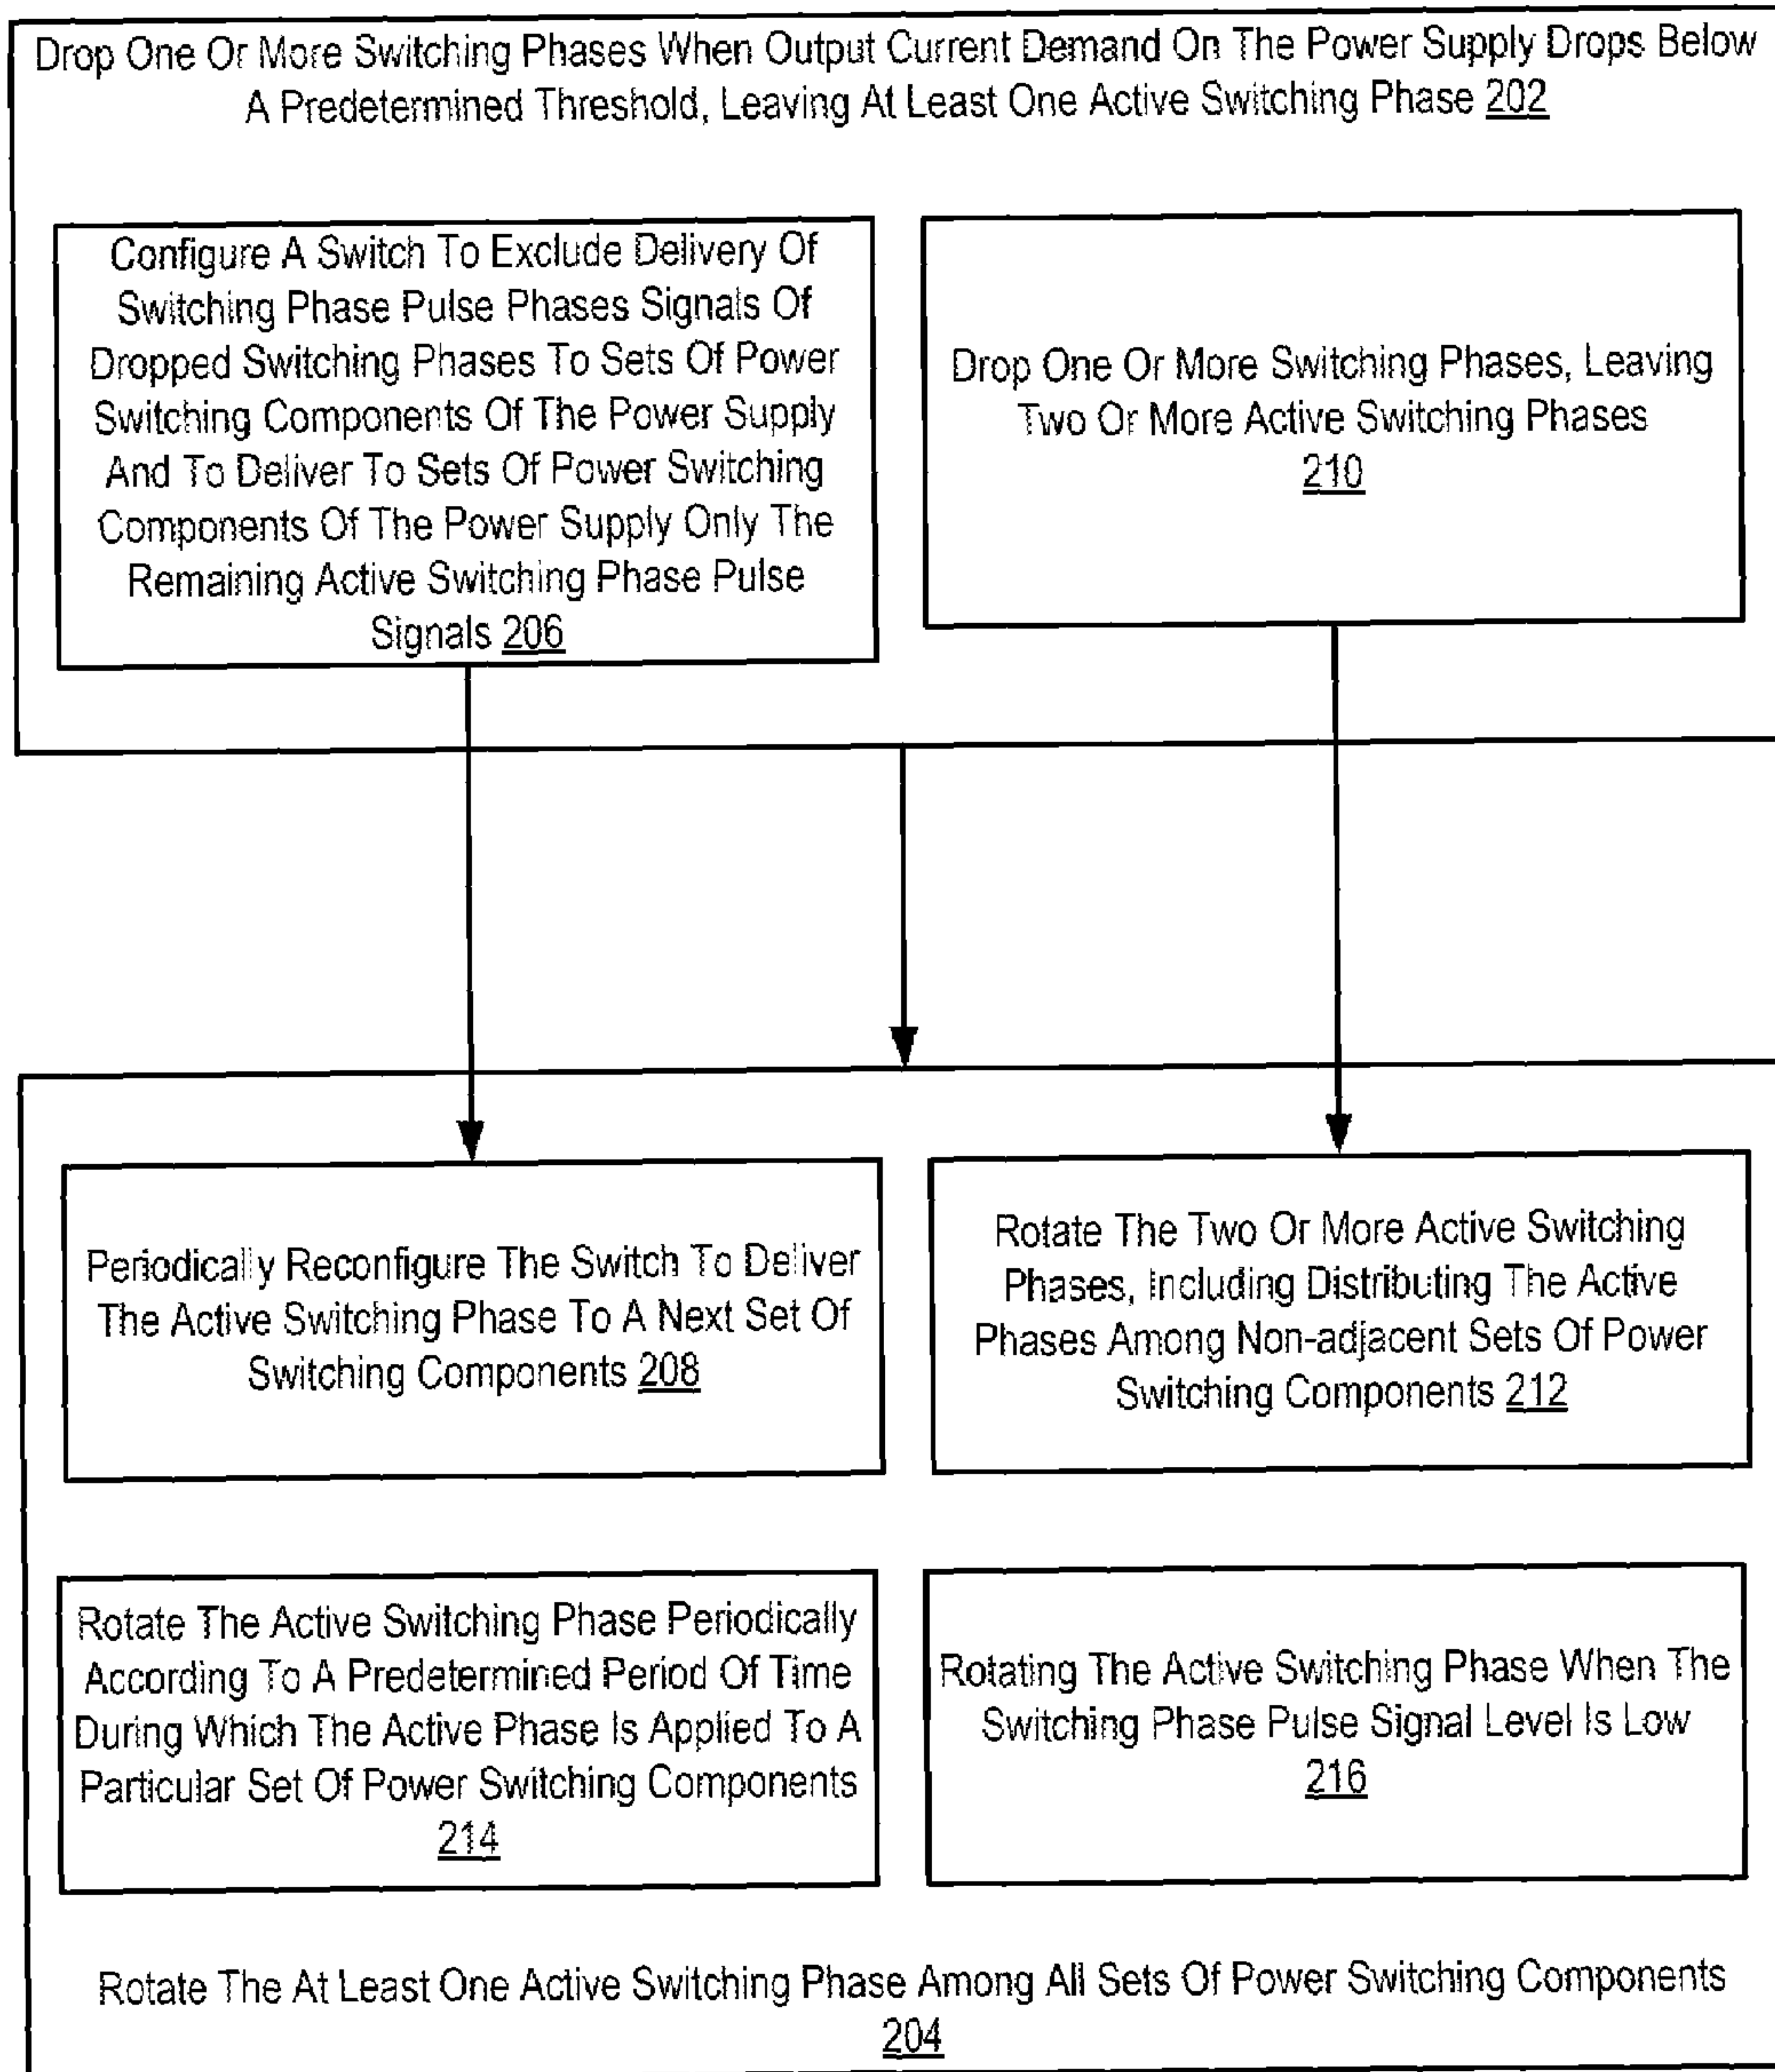 Drop One Or More Switching Phases When Output Current Demand On The Power Supply Drops Below
A Predetermined Threshold, Leaving At Least One Active Switching Phase 202
Configure A Switch To Exclude Delivery Of
Switching Phase Pulse Phases Signals Of
Dropped Switching Phases To Sets Of Power
Switching Components Of The Power Supply
And To Deliver To Sets Of Power Switching
Components Of The Power Supply Only The
Remaining Active Switching Phase Pulse
Signals 206
Drop One Or More Switching Phases, Leaving
Two Or More Active Switching Phases
210
Periodically Reconfigure The Switch To Deliver
The Active Switching Phase To A Next Set Of
Switching Components 208
Rotate The Two Or More Active Switching
Phases, Including Distributing The Active
Phases Among Non-adjacent Sets Of Power
Switching Components 212
Rotate The Active Switching Phase Periodically
According To A Predetermined Period Of Time
During Which The Active Phase Is Applied To A
Particular Set Of Power Switching Components
214
Rotating The Active Switching Phase When The
Switching Phase Pulse Signal Level Is Low
216
Rotate The At Least One Active Switching Phase Among All Sets Of Power Switching Components
204